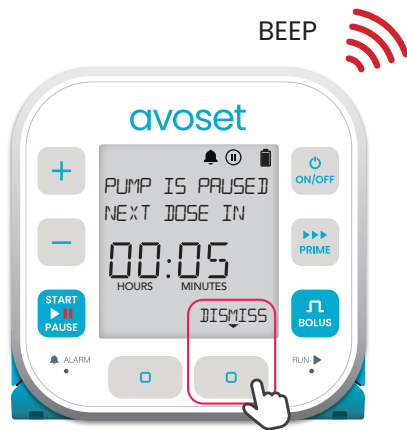 BEEP
avoset
ON/OFF
PUMP IS PAUSED
NEXT DOSE IN
PRIME
00:05
HOURS MINUTES
START
PAUSE
DISMISS
BOLUS
ALARM
RUN